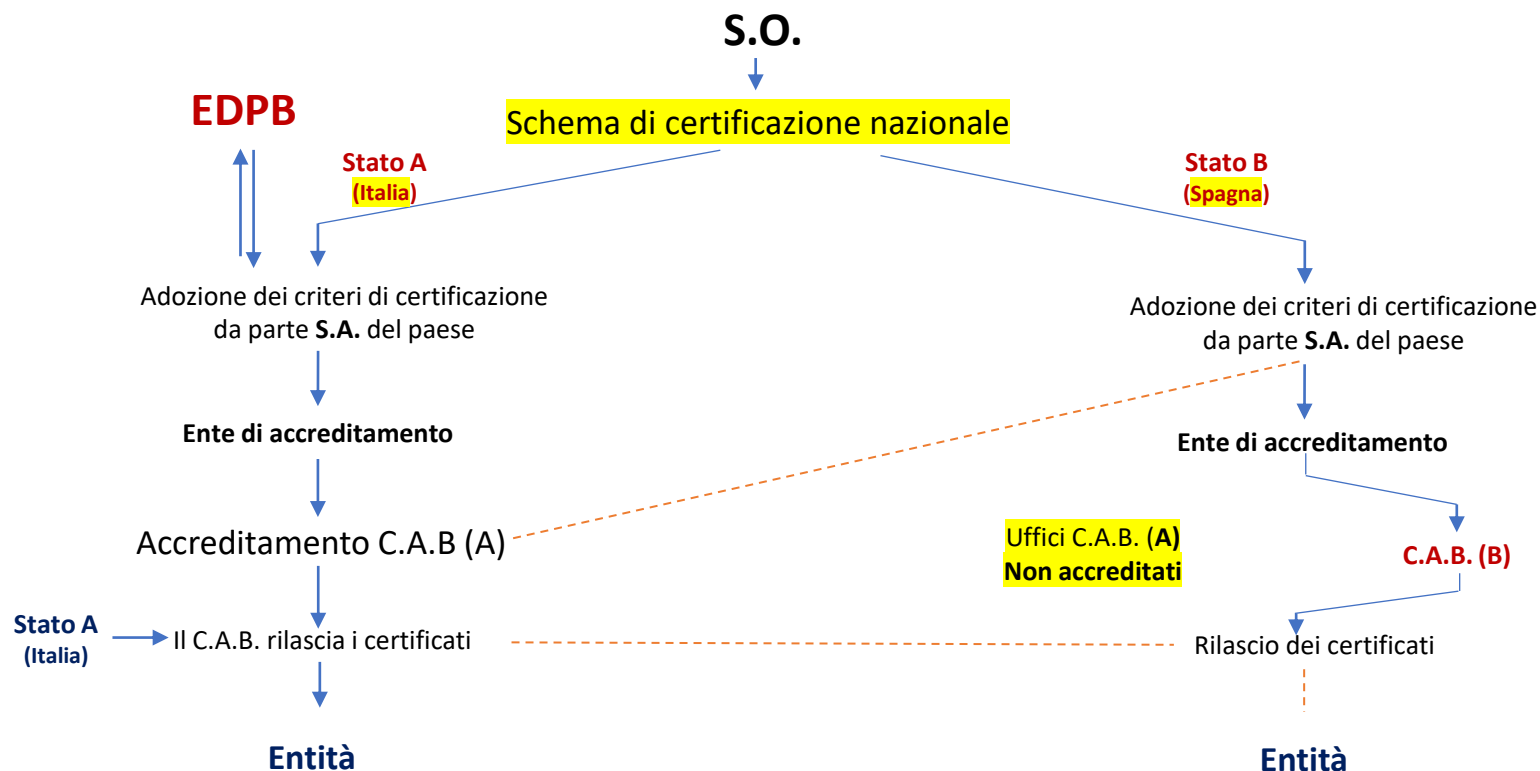 S.O.
EDPB
Schema di certificazione nazionale
Stato A
(Italia)
Stato B
(Spagna)
Adozione dei criteri di certificazione
da parte S.A. del paese
Adozione dei criteri di certificazione
da parte S.A. del paese
Ente di accreditamento
Ente di accreditamento
Accreditamento C.A.B (A)
Uffici C.A.B. (A)
Non accreditati
C.A.B. (B)
Stato A
(Italia)
Il C.A.B. rilascia i certificati
Rilascio dei certificati
Entità
Entità